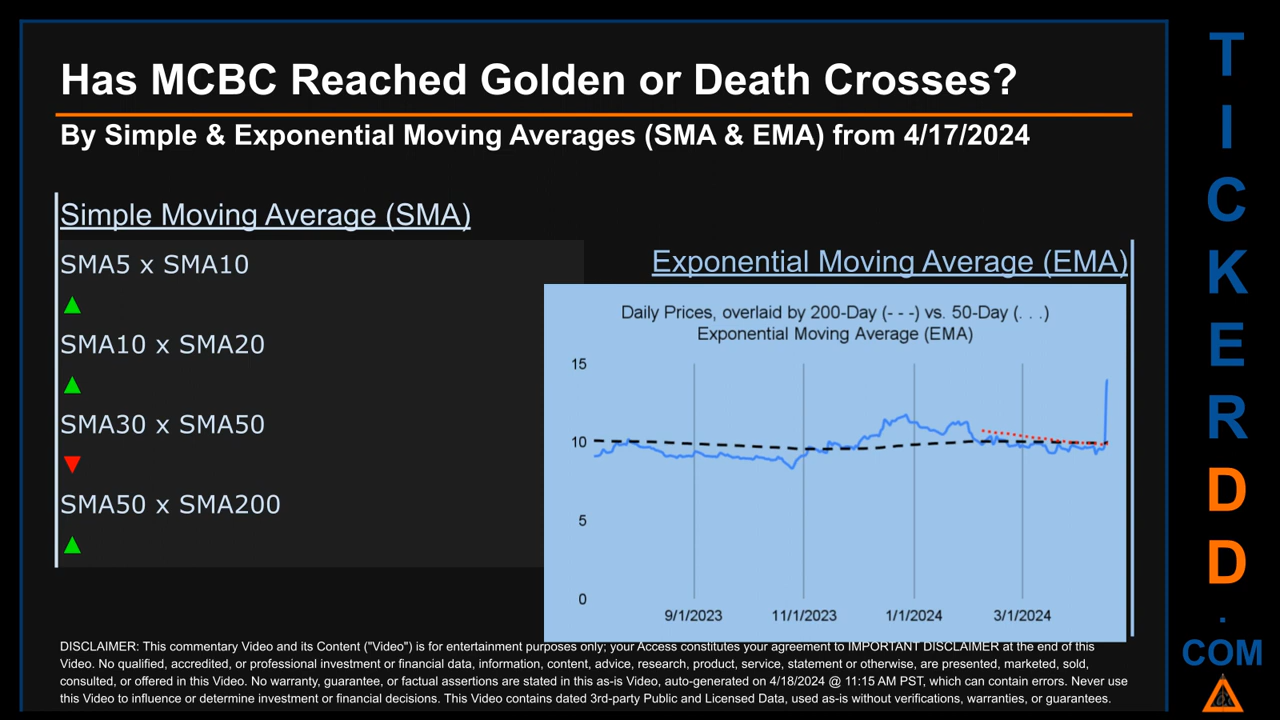 Has MCBC Reached Golden or Death Crosses?
By Simple & Exponential Moving Averages (SMA & EMA) from 4/17/2024
Simple Moving Average (SMA)
SMA5 x SMA10
▲
SMA10 x SMA20
▲
SMA30 x SMA50
▼
SMA50 x SMA200
▲
Exponential Moving Average (EMA)
Daily Prices, overlaid by 200-Day (- - -) vs. 50-Day (. . .)
Exponential Moving Average (EMA)
15
10
5
0
9/1/2023 11/1/2023 1/1/2024 3/1/2024
DISCLAIMER: This commentary Video and its Content ("Video") is for entertainment purposes only; your Access constitutes your agreement to IMPORTANT DISCLAIMER at the end of this
Video. No qualified, accredited, or professional investment or financial data, information, content, advice, research, product, service, statement or otherwise, are presented, marketed, sold,
consulted, or offered in this Video. No warranty, guarantee, or factual assertions are stated in this as-is Video, auto-generated on 4/18/2024 @ 11:15 AM PST, which can contain errors. Never use
this Video to influence or determine investment or financial decisions. This Video contains dated 3rd-party Public and Licensed Data, used as-is without verifications, warranties, or guarantees.
T
I
C
K
E
R
D
D
.
COM